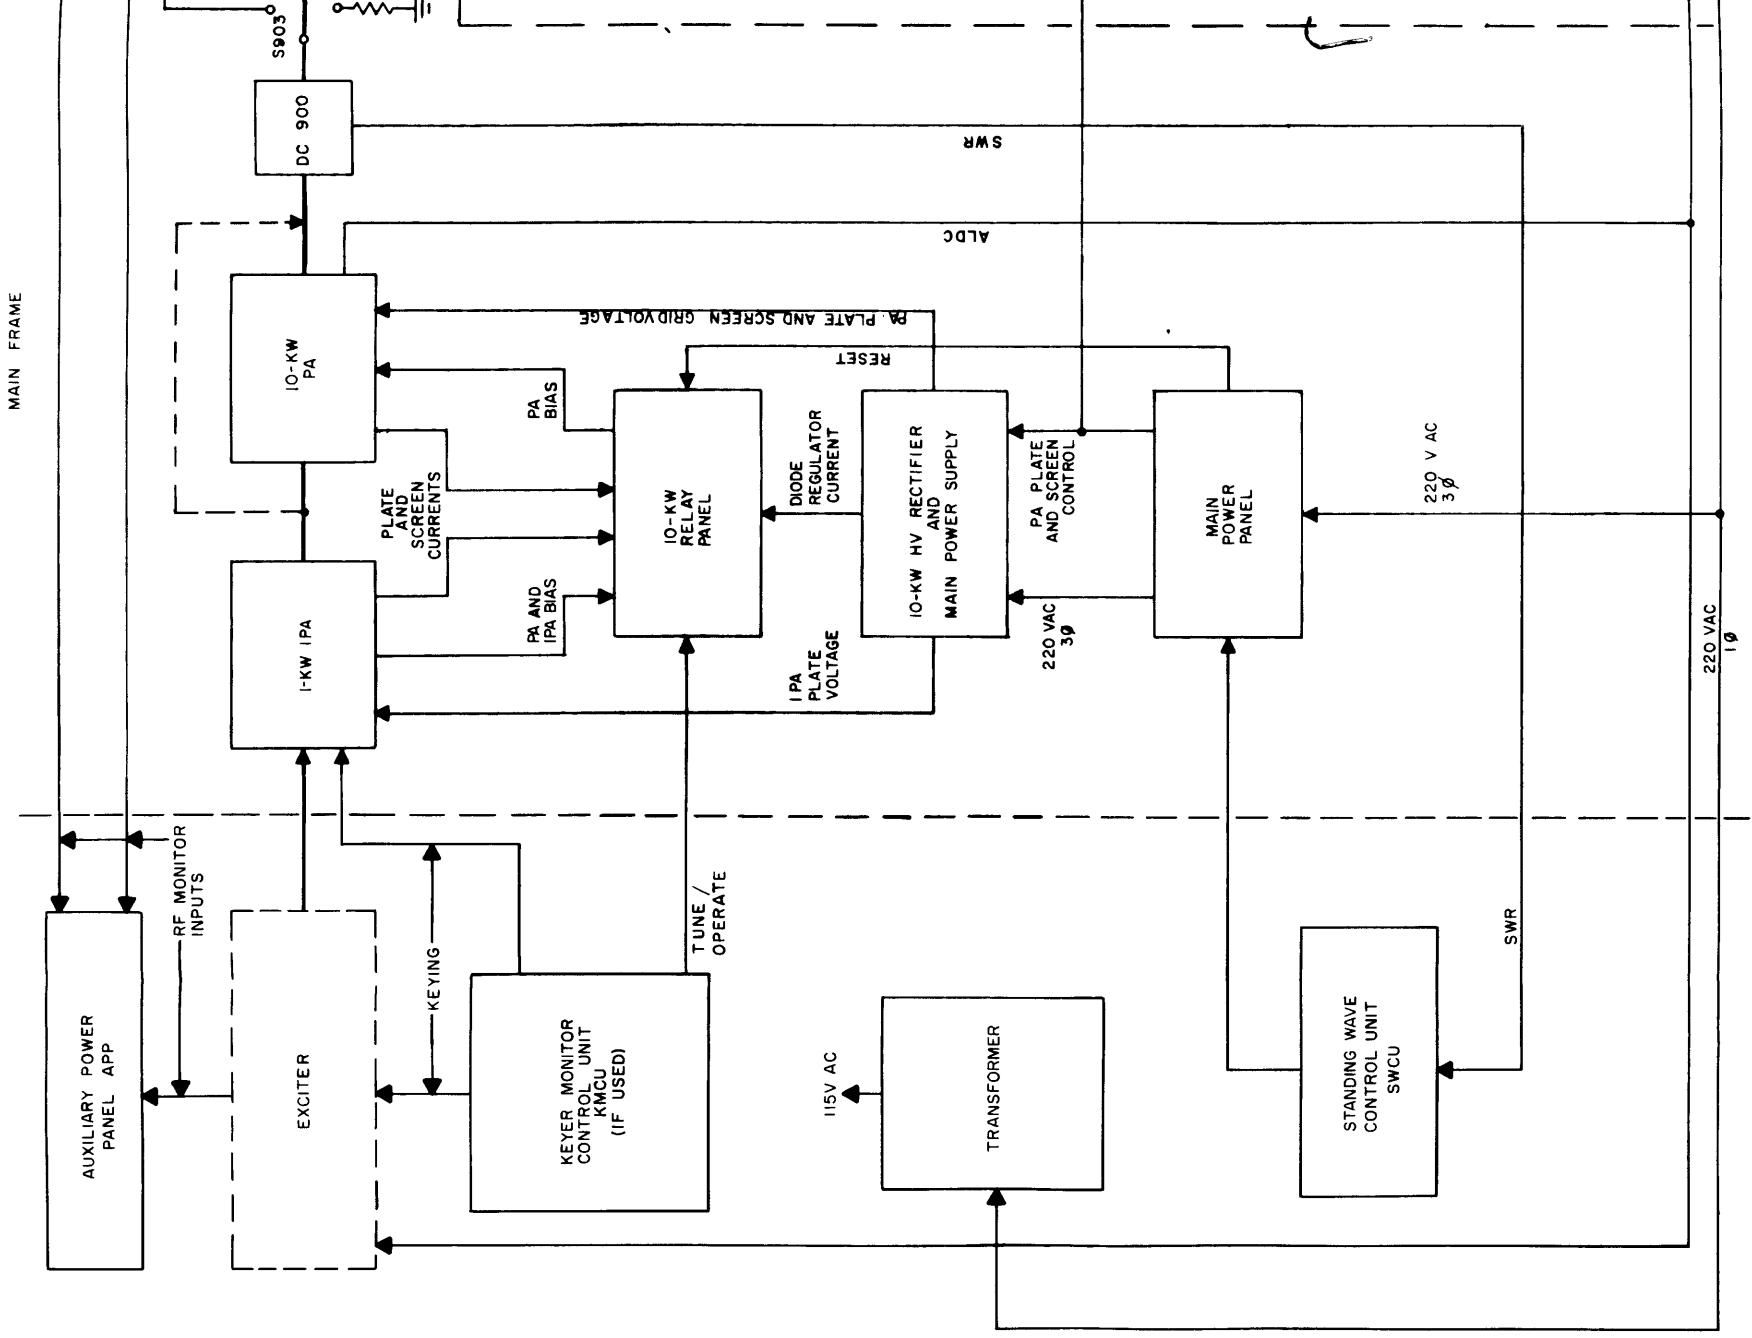 MAIN FRAME
S903
DC 900
SWR
ALDC
10-KW
PA
PA PLATE AND SCREEN GRID VOLTAGE
RESET
PA
BIAS
PLATE
AND
SCREEN
CURRENTS
1-KW IPA
PA AND
IPA BIAS
10-KW
RELAY
PANEL
DIODE
REGULATOR
CURRENT
10-KW HV RECTIFIER
AND
MAIN POWER SUPPLY
IPA
PLATE
VOLTAGE
PA PLATE
AND SCREEN
CONTROL
220 VAC
3Ø
MAIN
POWER
PANEL
220 V AC
3Ø
220 VAC
1Ø
RF MONITOR
INPUTS
AUXILIARY POWER
PANEL APP
EXCITER
KEYING
KEYER MONITOR
CONTROL UNIT
KMCU
(IF USED)
TUNE /
OPERATE
115V AC
TRANSFORMER
STANDING WAVE
CONTROL UNIT
SWCU
SWR